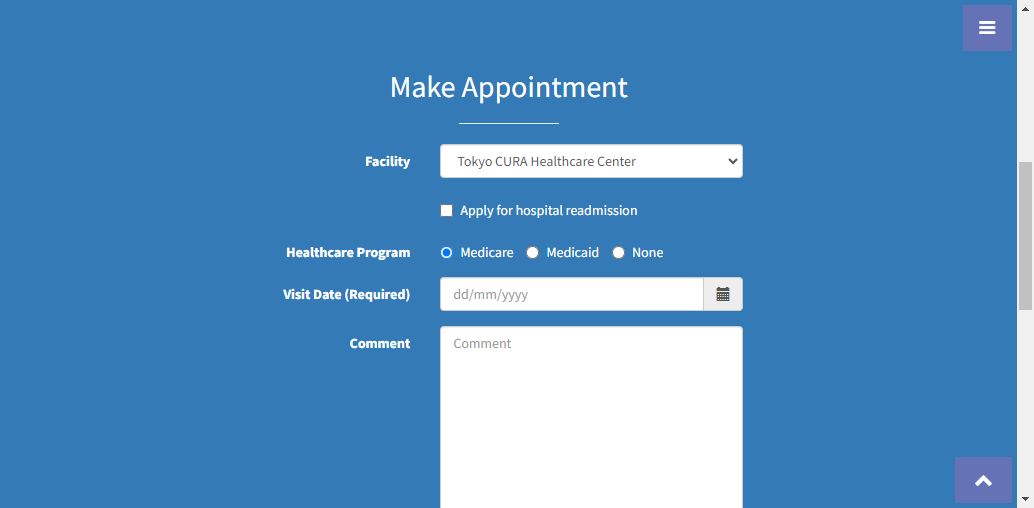 Make Appointment
Facility Tokyo CURA Healthcare Center
Apply for hospital readmission
Healthcare Program Medicare Medicaid None
Visit Date (Required) dd/mm/yyyy
Comment Comment